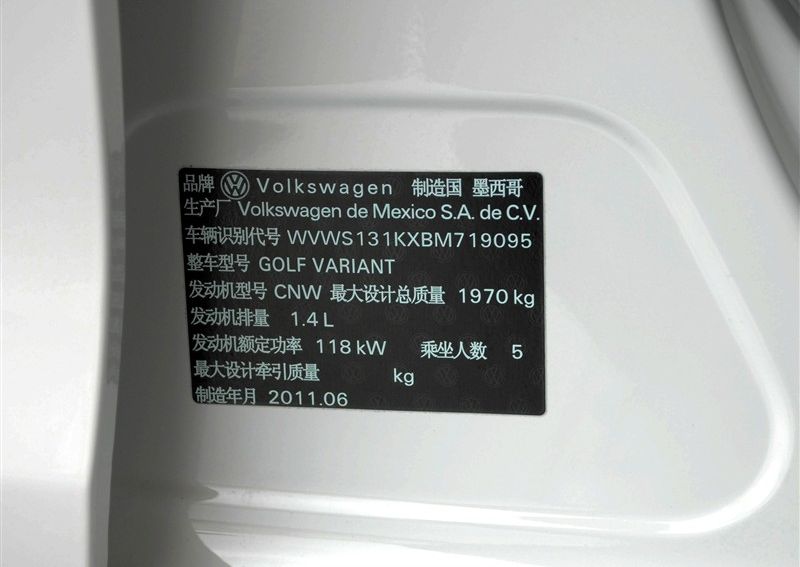 品牌 Volkswagen 制造国 墨西哥
生产厂 Volkswagen de Mexico S.A. de C.V.
车辆识别代号 WVWS131KXBM719095
整车型号 GOLF VARIANT
发动机型号 CNW 最大设计总质量 1970 kg
发动机排量 1.4 L
发动机额定功率 118 kW 乘坐人数 5
最大设计牵引质量 kg
制造年月 2011.06